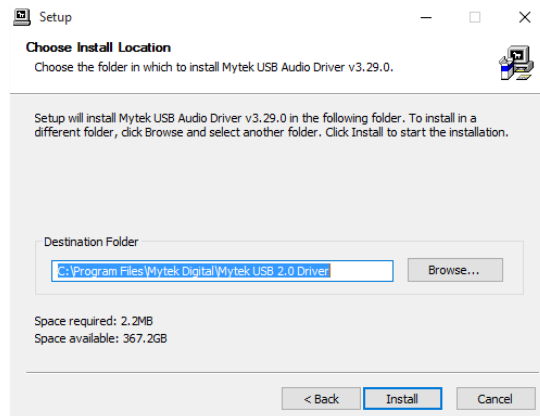 Setup
Choose Install Location
Choose the folder in which to install Mytek USB Audio Driver v3.29.0.
Setup will install Mytek USB Audio Driver v3.29.0 in the following folder. To install in a
different folder, click Browse and select another folder. Click Install to start the installation.
Destination Folder
C:\Program Files\Mytek Digital\Mytek USB 2.0 Driver
Browse...
Space required: 2.2MB
Space available: 367.2GB
< Back
Install
Cancel